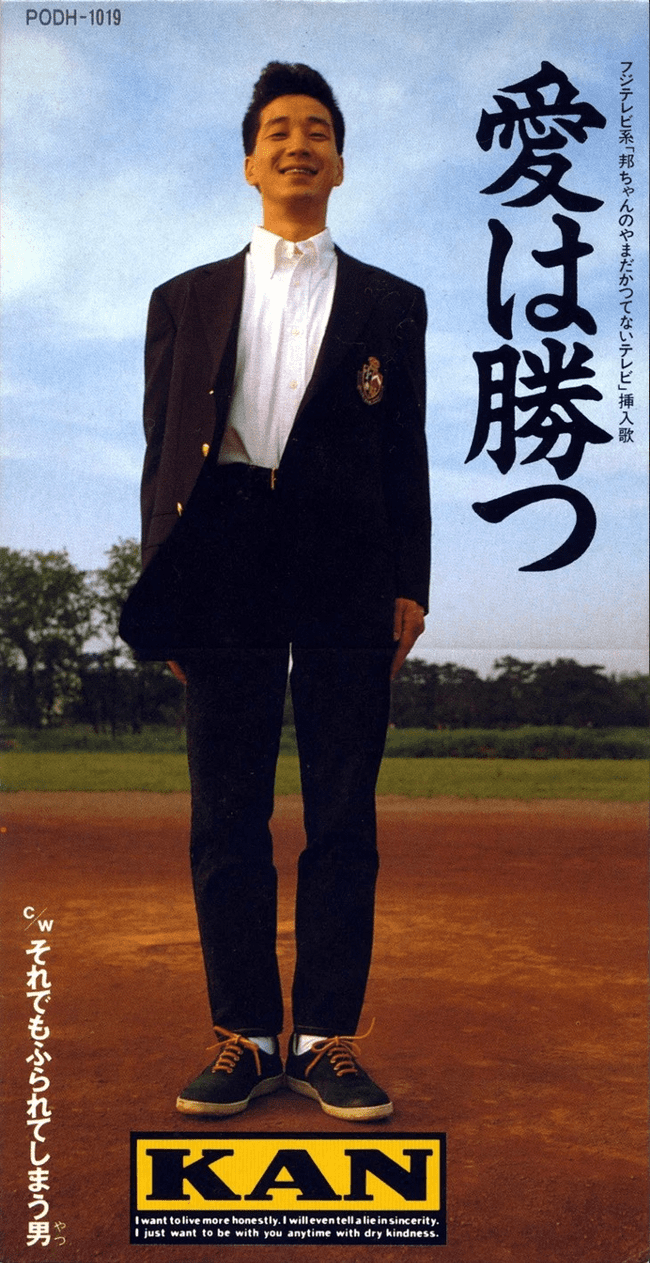 PODH-1019
フジテレビ系「邦ちゃんのやまだかつてないテレビ」挿入歌
愛は勝つ
C/W それでもふられてしまう男
やつ
KAN
I want to live more honestly. I will even tell a lie in sincerity.
I just want to be with you anytime with dry kindness.